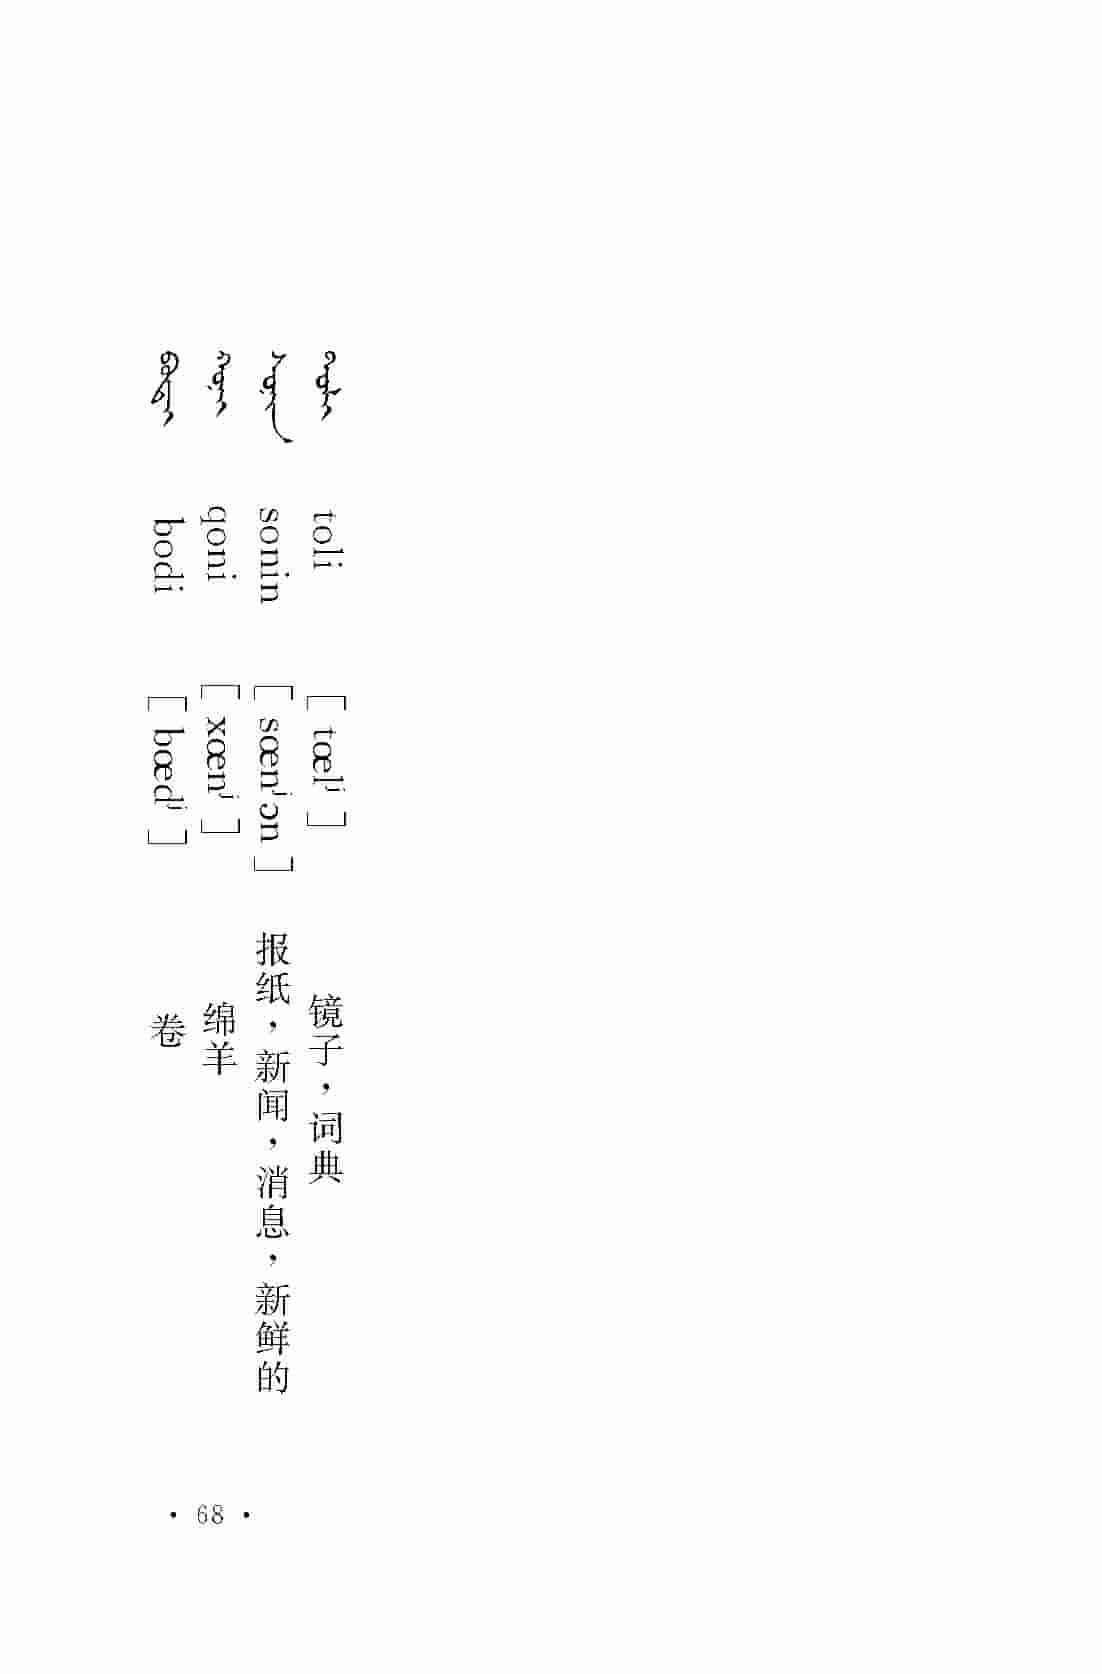 ᠪᠣᠳᠢ bodi [bœdʲ] 卷
ᠬᠣᠨᠢ qoni [xœnʲ] 绵羊
ᠰᠣᠨᠢᠨ sonin [sœnʲɔn] 报纸，新闻，消息，新鲜的
ᠲᠣᠯᠢ toli [tœlʲ] 镜子，词典
· 68 ·